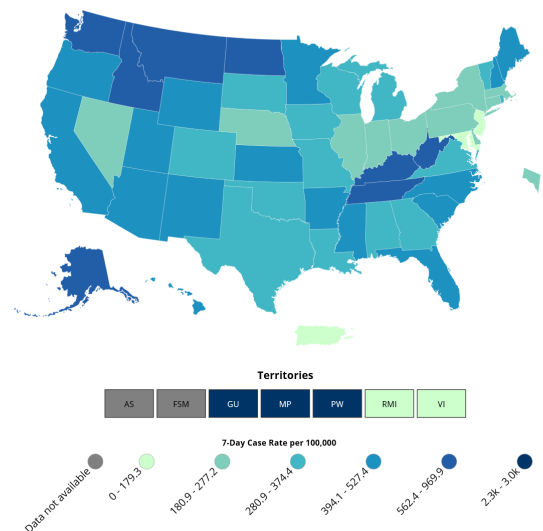 Territories
AS FSM GU MP PW RMI VI
7-Day Case Rate per 100,000
Data not available 0 - 179.3 180.9 - 277.2 280.9 - 374.4 394.1 - 527.4 562.4 - 969.9 2.3k - 3.0k